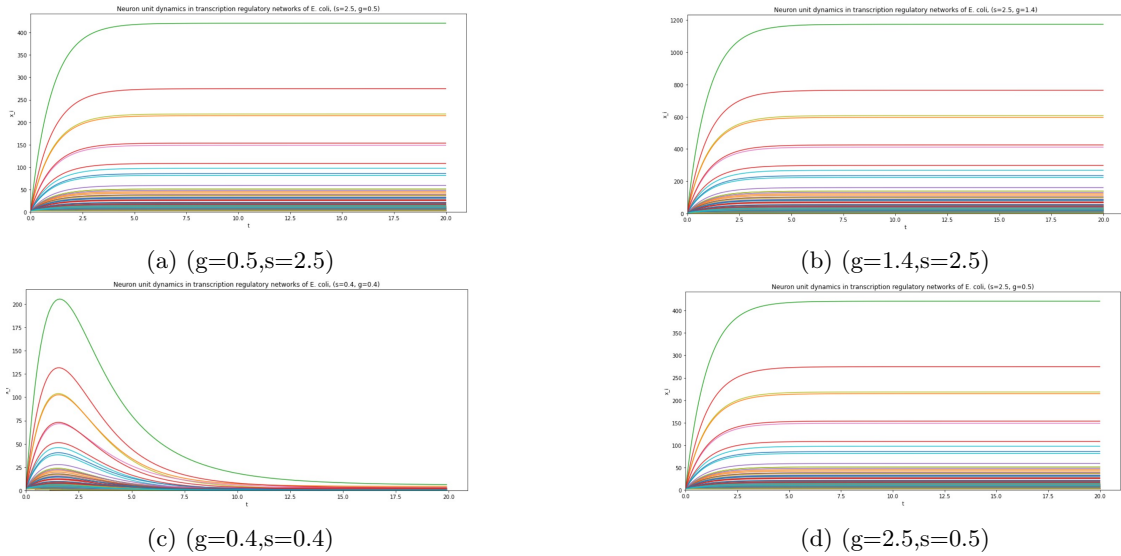 Neuron unit dynamics in transcription regulatory networks of E. coli, (s=2.5, g=0.5)
400
350
300
250
200
150
100
50
0
x_i
0.0 2.5 5.0 7.5 10.0 12.5 15.0 17.5 20.0
t
(a) (g=0.5,s=2.5)
Neuron unit dynamics in transcription regulatory networks of E. coli, (s=2.5, g=1.4)
1200
1000
800
600
400
200
0
x_i
0.0 2.5 5.0 7.5 10.0 12.5 15.0 17.5 20.0
t
(b) (g=1.4,s=2.5)
Neuron unit dynamics in transcription regulatory networks of E. coli, (s=0.4, g=0.4)
200
175
150
125
100
75
50
25
0
x_i
0.0 2.5 5.0 7.5 10.0 12.5 15.0 17.5 20.0
t
(c) (g=0.4,s=0.4)
Neuron unit dynamics in transcription regulatory networks of E. coli, (s=2.5, g=0.5)
400
350
300
250
200
150
100
50
0
x_i
0.0 2.5 5.0 7.5 10.0 12.5 15.0 17.5 20.0
t
(d) (g=2.5,s=0.5)